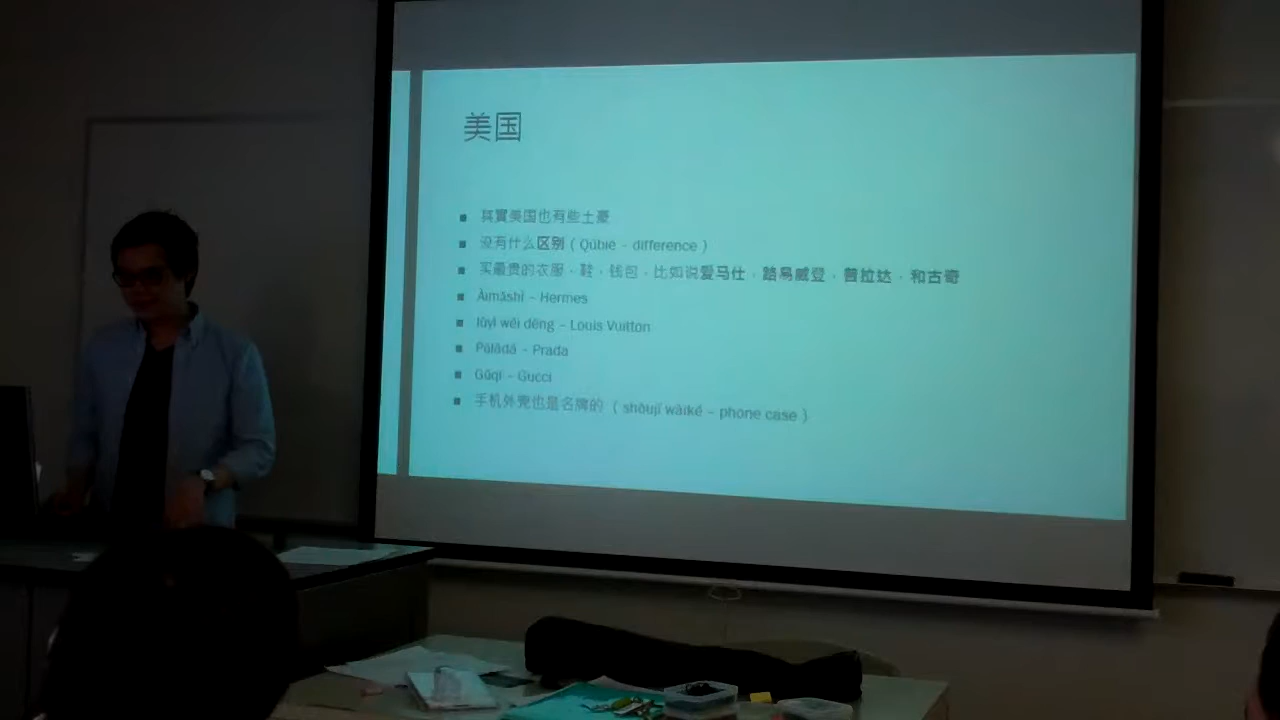 美国
其實美国也有些土豪
没有什么区别（Qūbié – difference）
买最贵的衣服，鞋，钱包，比如说爱马仕，路易威登，普拉达，和古奇
Àimǎshì – Hermes
lùyì wēi dēng – Louis Vuitton
Pǔlādá – Prada
Gǔqí – Gucci
手机外壳也是名牌的（shǒujī wàiké – phone case）